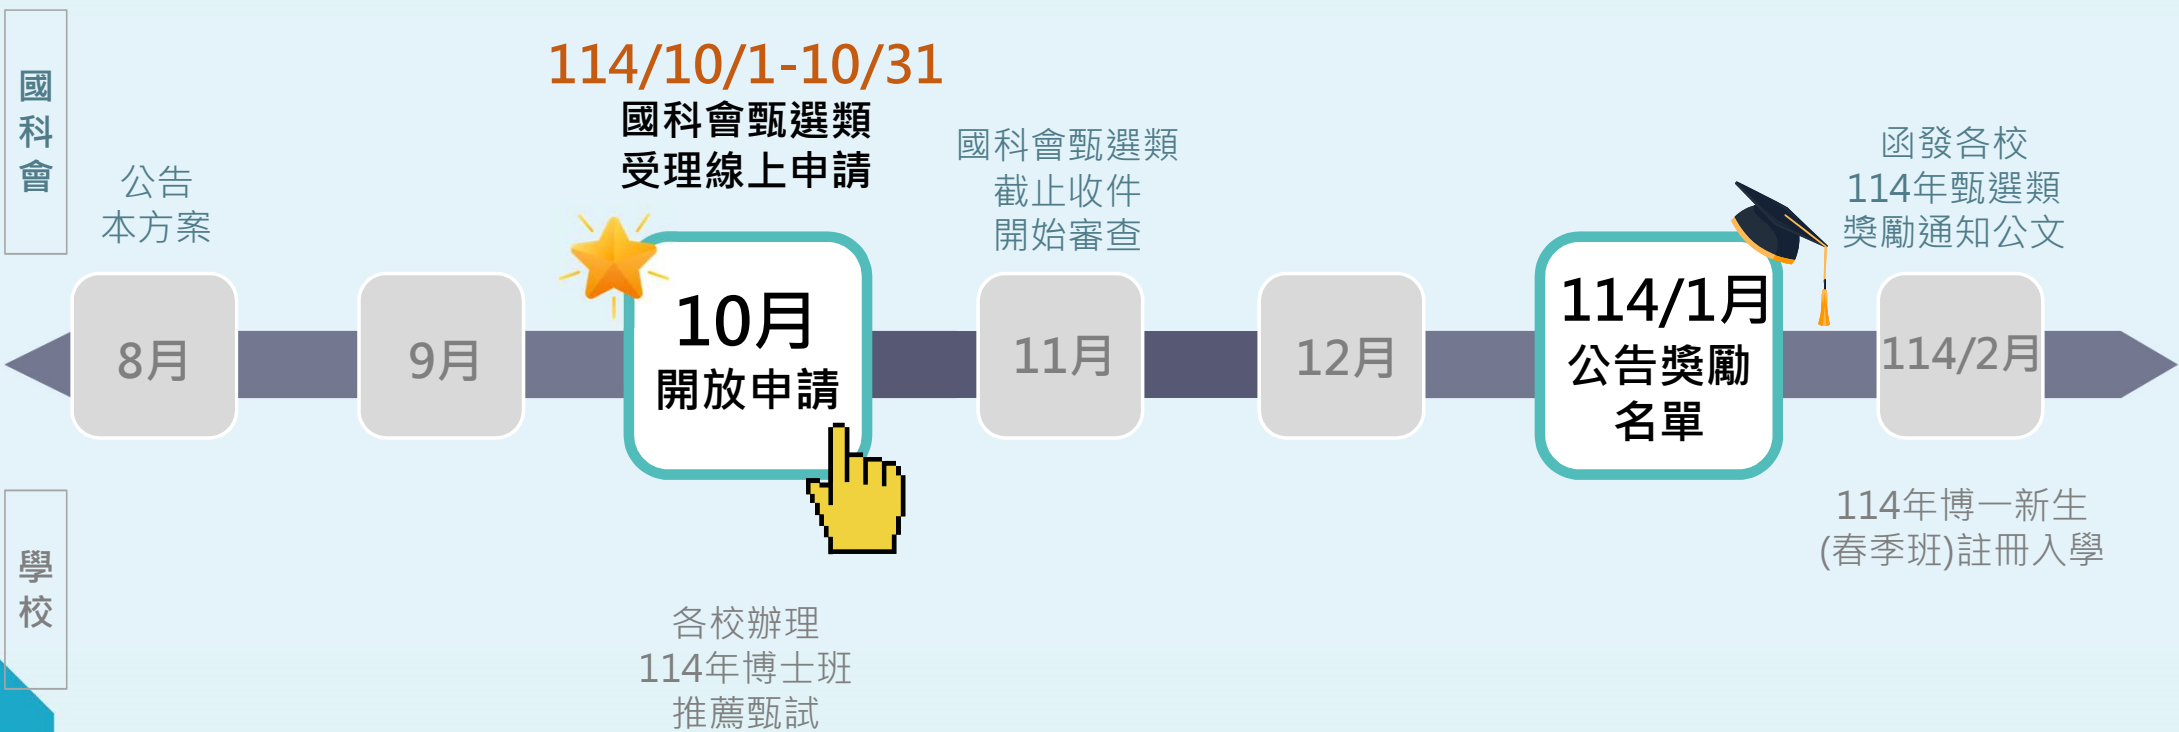 國科會
114/10/1-10/31
國科會甄選類
受理線上申請
公告
本方案
國科會甄選類
截止收件
開始審查
函發各校
114年甄選類
獎勵通知公文
8月
9月
10月
開放申請
11月
12月
114/1月
公告獎勵
名單
114/2月
學校
各校辦理
114年博士班
推薦甄試
114年博一新生
(春季班)註冊入學